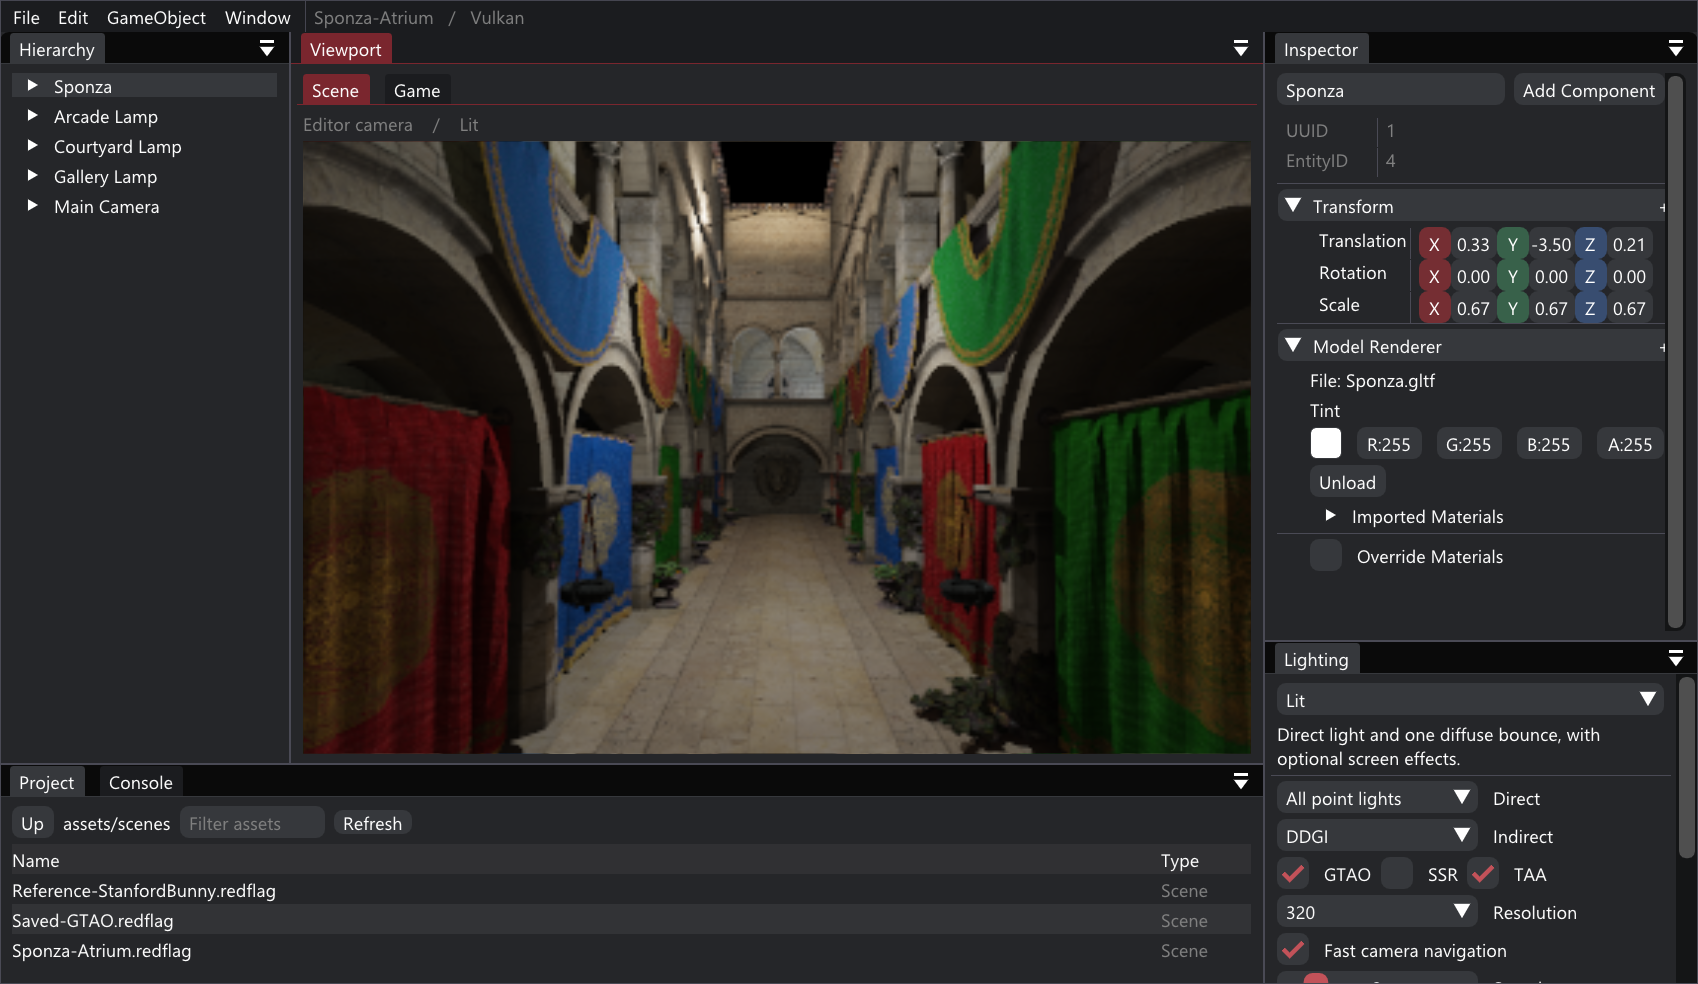 File Edit GameObject Window Sponza-Atrium / Vulkan
Hierarchy
Sponza
Arcade Lamp
Courtyard Lamp
Gallery Lamp
Main Camera
Viewport
Scene Game
Editor camera / Lit
Inspector
Sponza Add Component
UUID 1
EntityID 4
Transform +
Translation X 0.33 Y -3.50 Z 0.21
Rotation X 0.00 Y 0.00 Z 0.00
Scale X 0.67 Y 0.67 Z 0.67
Model Renderer +
File: Sponza.gltf
Tint
R:255 G:255 B:255 A:255
Unload
Imported Materials
Override Materials
Lighting
Lit
Direct light and one diffuse bounce, with
optional screen effects.
All point lights Direct
DDGI Indirect
GTAO SSR TAA
320 Resolution
Fast camera navigation
Project Console
Up assets/scenes Filter assets Refresh
Name Type
Reference-StanfordBunny.redflag Scene
Saved-GTAO.redflag Scene
Sponza-Atrium.redflag Scene